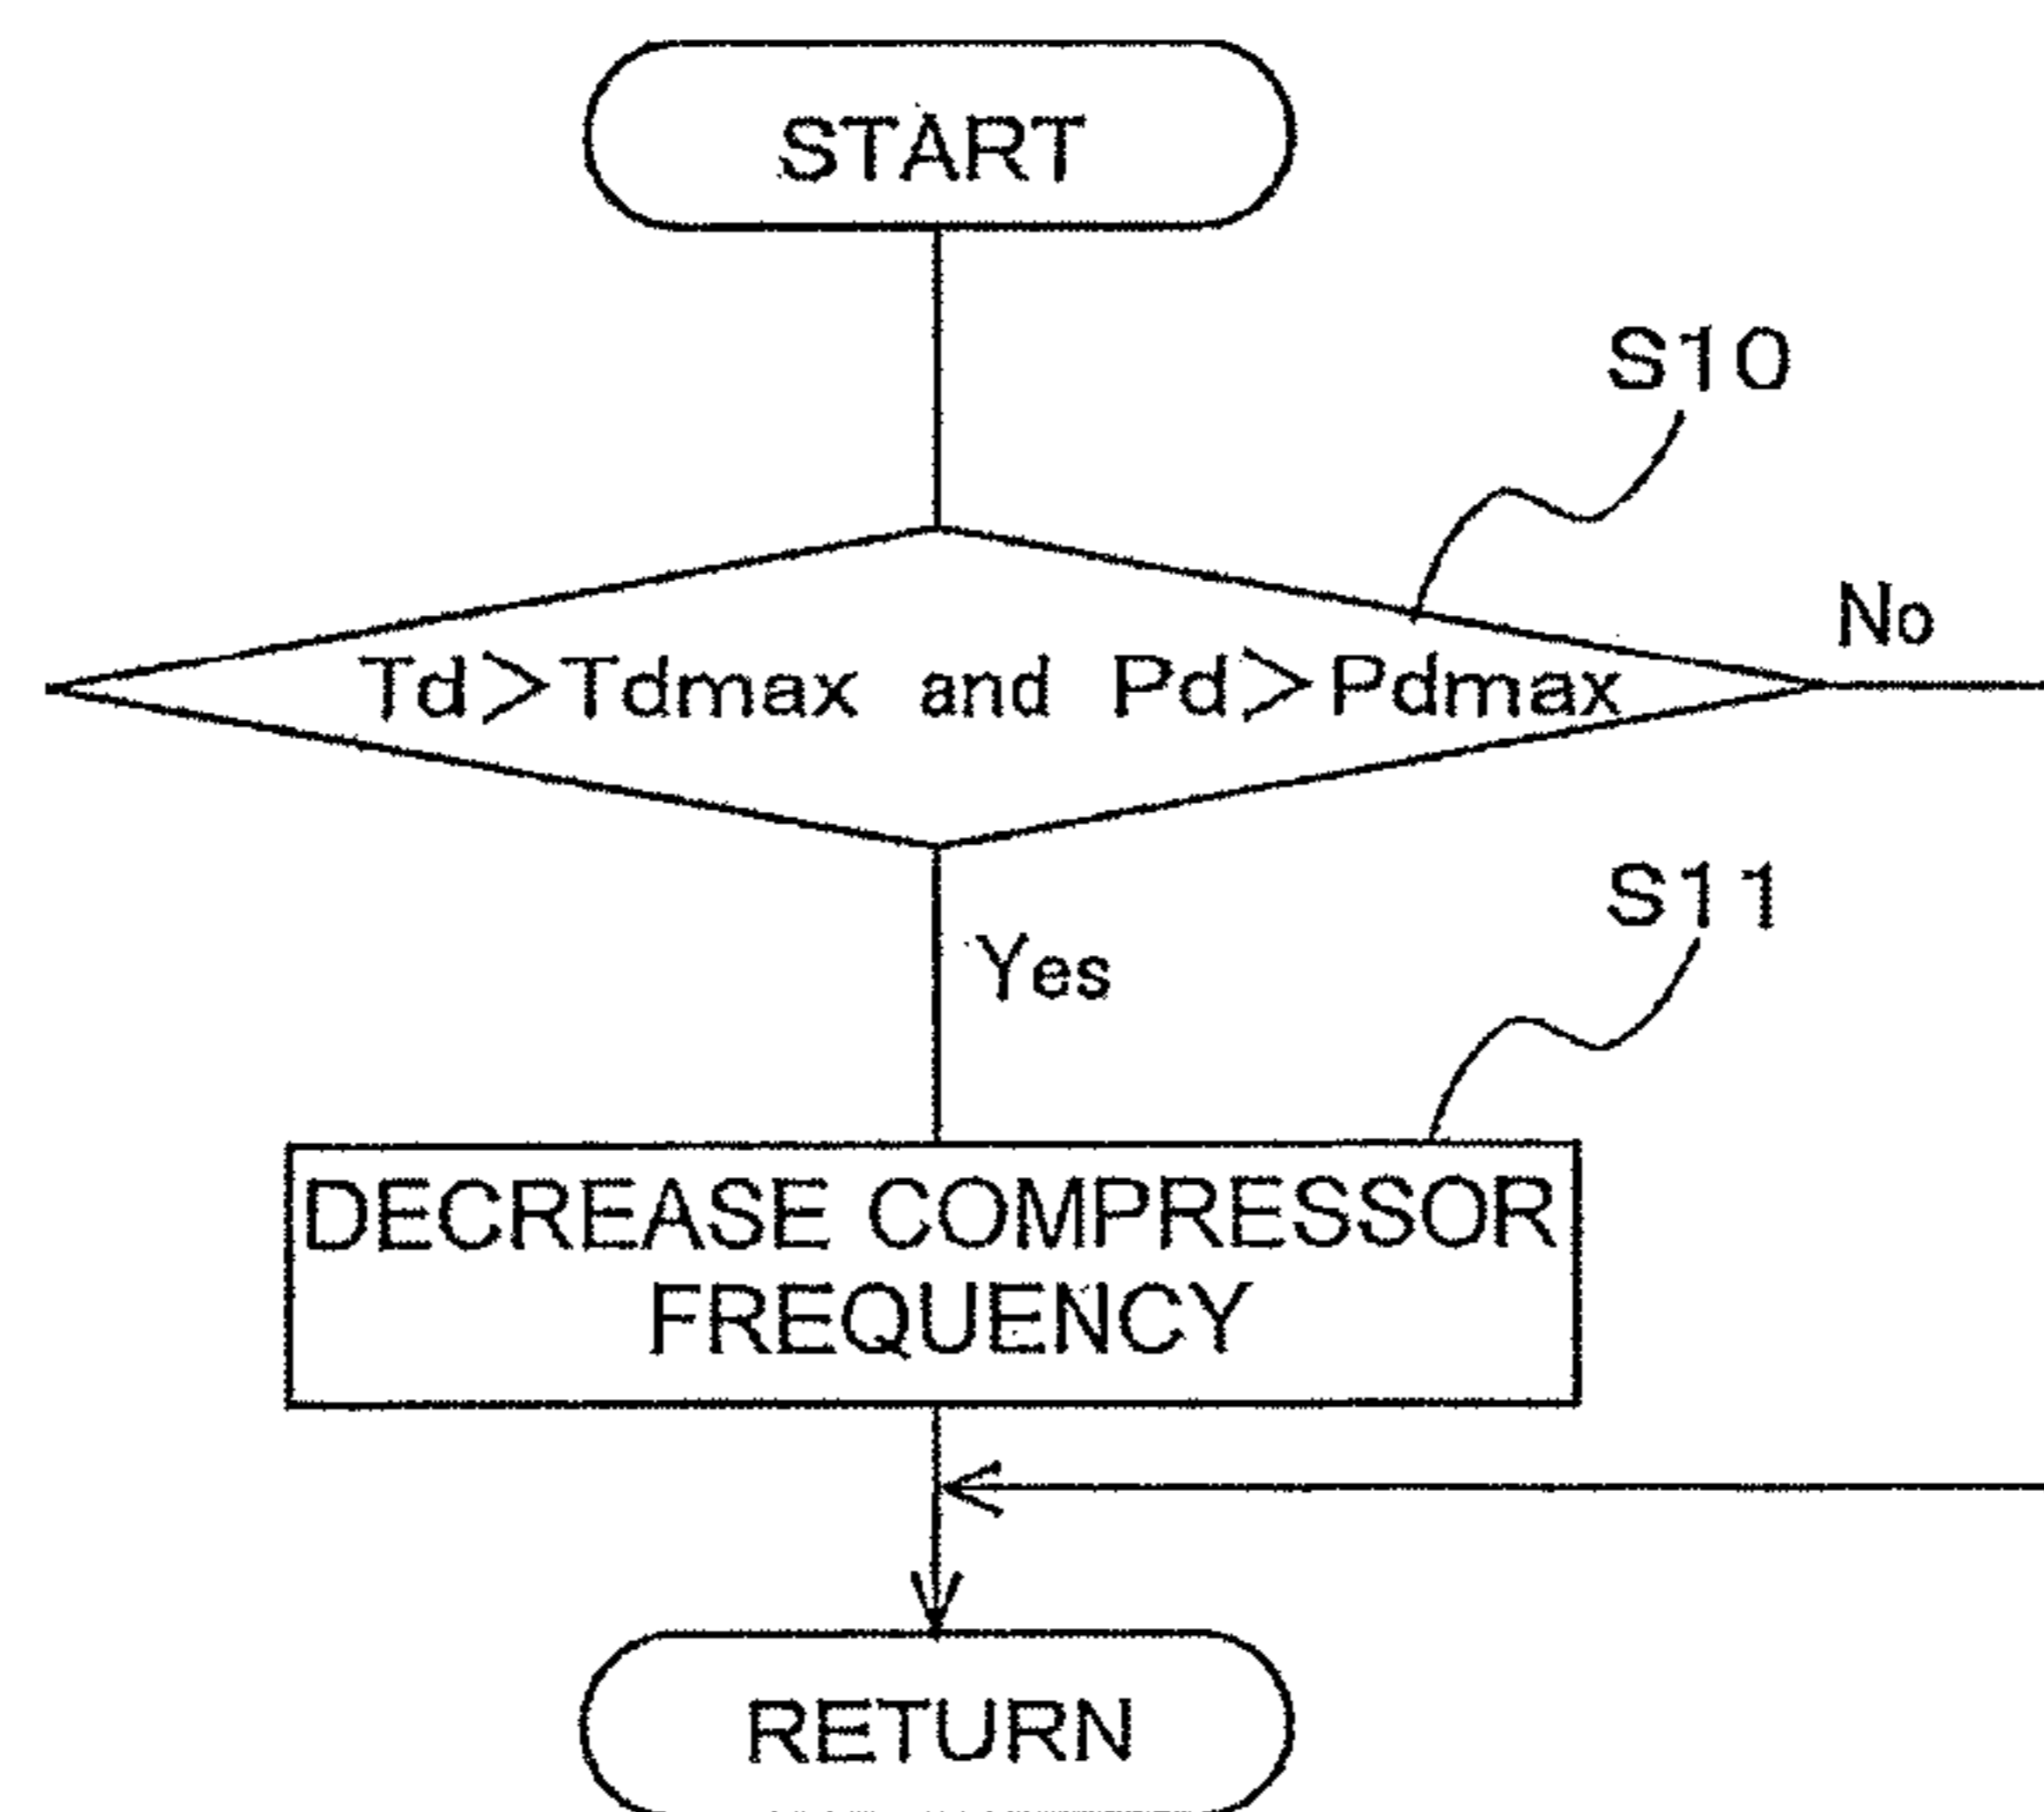 START
S10
No
Td>Tdmax and Pd>Pdmax
S11
Yes
DECREASE COMPRESSOR
FREQUENCY
RETURN